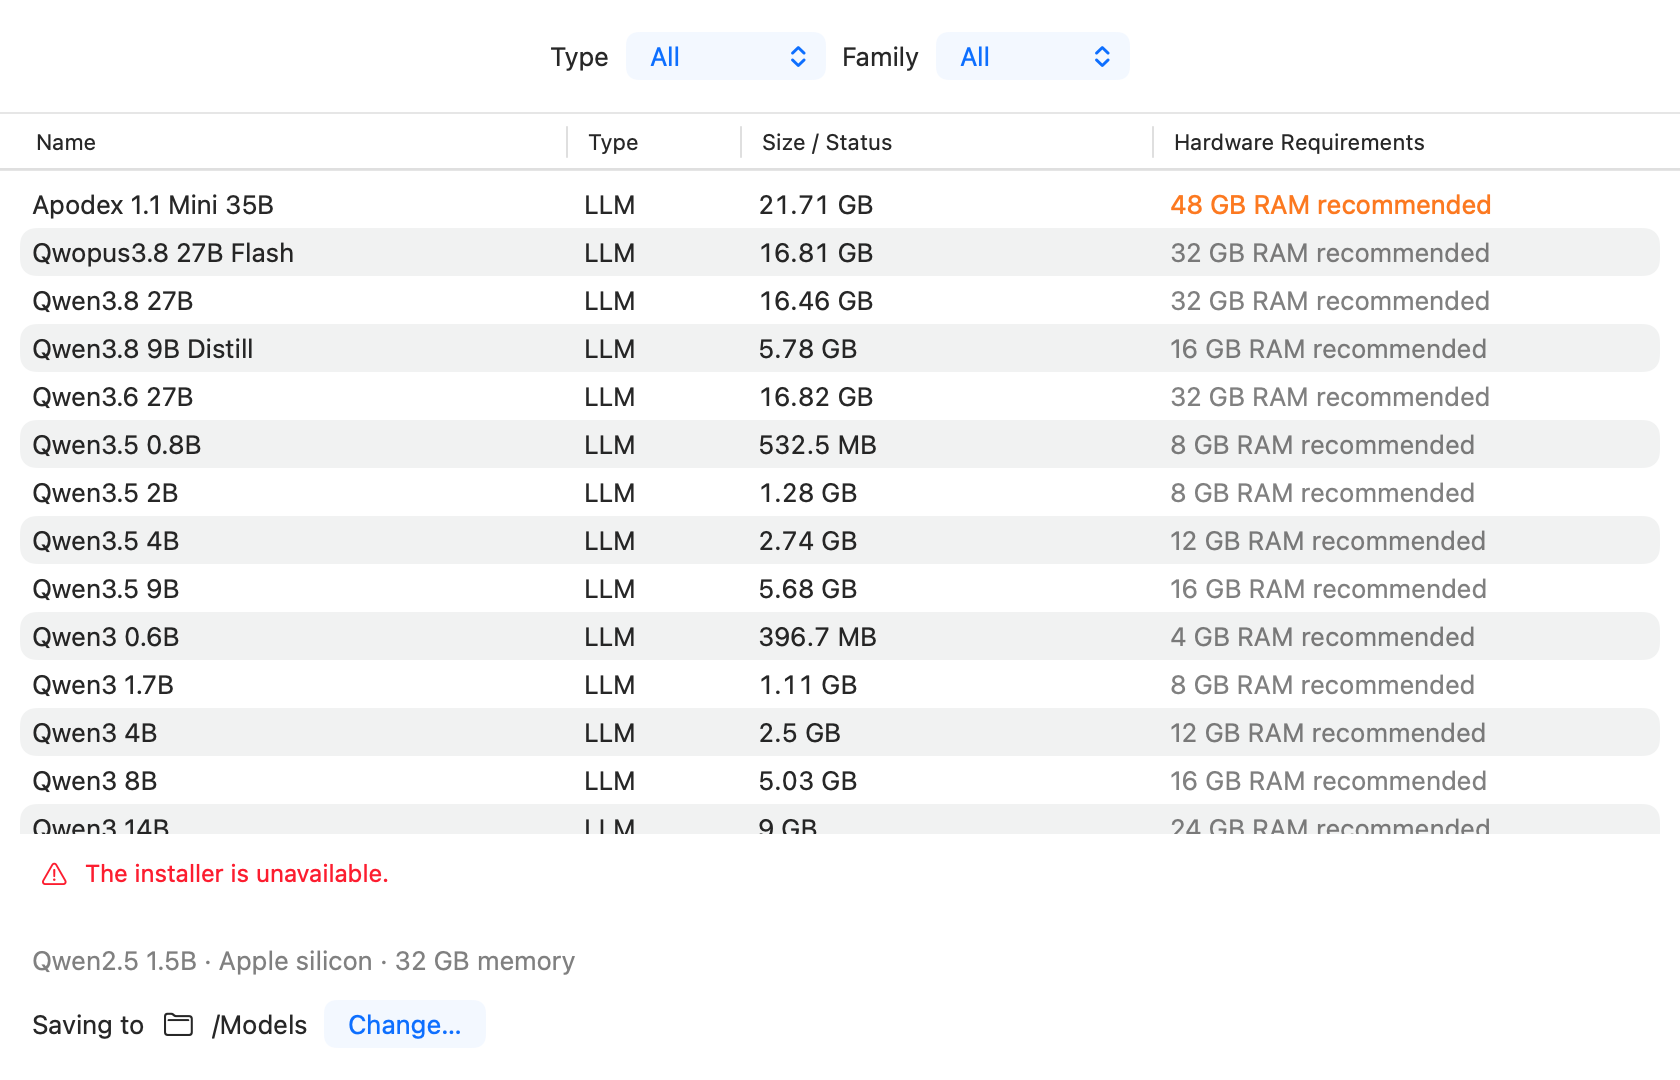 Type All Family All
Name Type Size / Status Hardware Requirements
Apodex 1.1 Mini 35B LLM 21.71 GB 48 GB RAM recommended
Qwopus3.8 27B Flash LLM 16.81 GB 32 GB RAM recommended
Qwen3.8 27B LLM 16.46 GB 32 GB RAM recommended
Qwen3.8 9B Distill LLM 5.78 GB 16 GB RAM recommended
Qwen3.6 27B LLM 16.82 GB 32 GB RAM recommended
Qwen3.5 0.8B LLM 532.5 MB 8 GB RAM recommended
Qwen3.5 2B LLM 1.28 GB 8 GB RAM recommended
Qwen3.5 4B LLM 2.74 GB 12 GB RAM recommended
Qwen3.5 9B LLM 5.68 GB 16 GB RAM recommended
Qwen3 0.6B LLM 396.7 MB 4 GB RAM recommended
Qwen3 1.7B LLM 1.11 GB 8 GB RAM recommended
Qwen3 4B LLM 2.5 GB 12 GB RAM recommended
Qwen3 8B LLM 5.03 GB 16 GB RAM recommended
Qwen3 14B LLM 9 GB 24 GB RAM recommended
The installer is unavailable.
Qwen2.5 1.5B · Apple silicon · 32 GB memory
Saving to /Models Change...